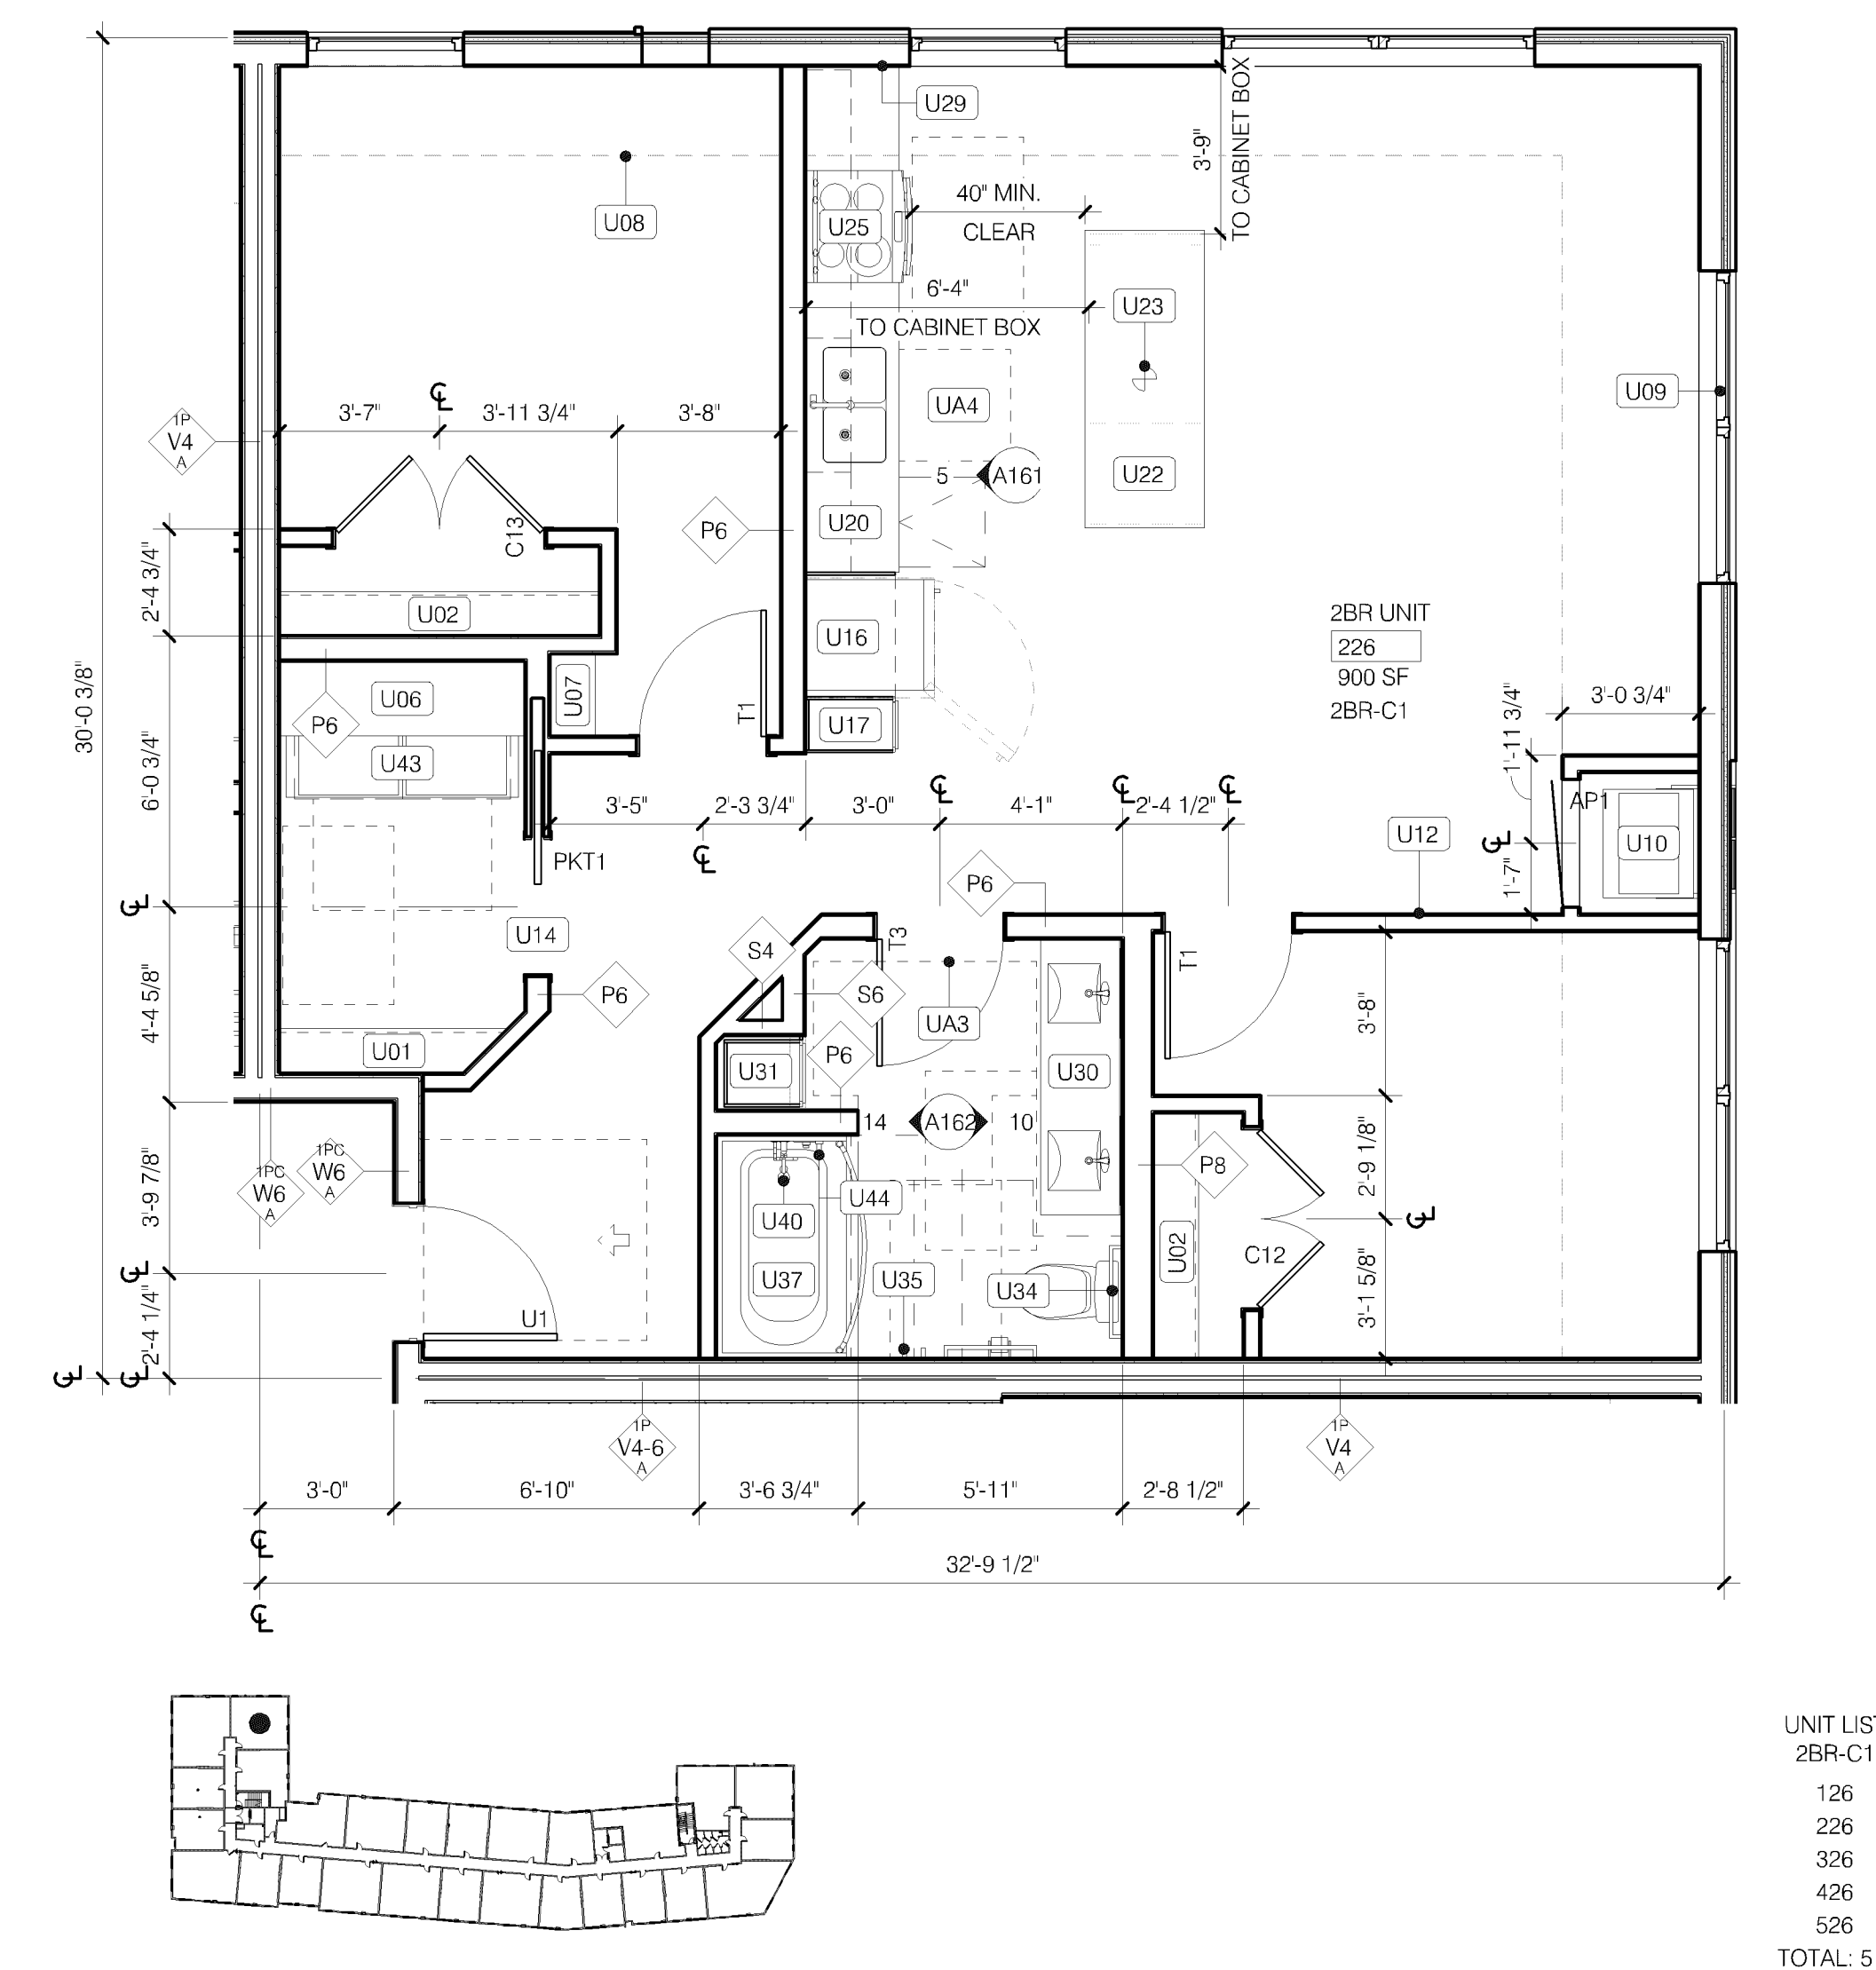 U29
3'-9"
TO CABINET BOX
40" MIN.
CLEAR
U08
U25
6'-4"
TO CABINET BOX
U23
U09
3'-7"
3'-11 3/4"
3'-8"
UA4
1P
V4
A
5
A161
U22
P6
U20
C13
2'-4 3/4"
U02
2BR UNIT
226
900 SF
2BR-C1
U16
30'-0 3/8"
U06
U07
P6
T1
U17
3'-0 3/4"
1'-11 3/4"
U43
6'-0 3/4"
3'-5"
2'-3 3/4"
3'-0"
4'-1"
2'-4 1/2"
AP1
U12
U10
PKT1
P6
1'-7"
U14
S4
T3
T1
P6
S6
4'-4 5/8"
UA3
3'-8"
U01
P6
U31
U30
14
A162
10
1PC
W6
A
1PC
W6
A
P8
3'-9 7/8"
2'-9 1/8"
U44
U40
U02
C12
U37
U35
U34
U1
2'-4 1/4"
3'-1 5/8"
1P
V4-6
A
1P
V4
A
3'-0"
6'-10"
3'-6 3/4"
5'-11"
2'-8 1/2"
32'-9 1/2"
UNIT LIS
2BR-C1
126
226
326
426
526
TOTAL: 5